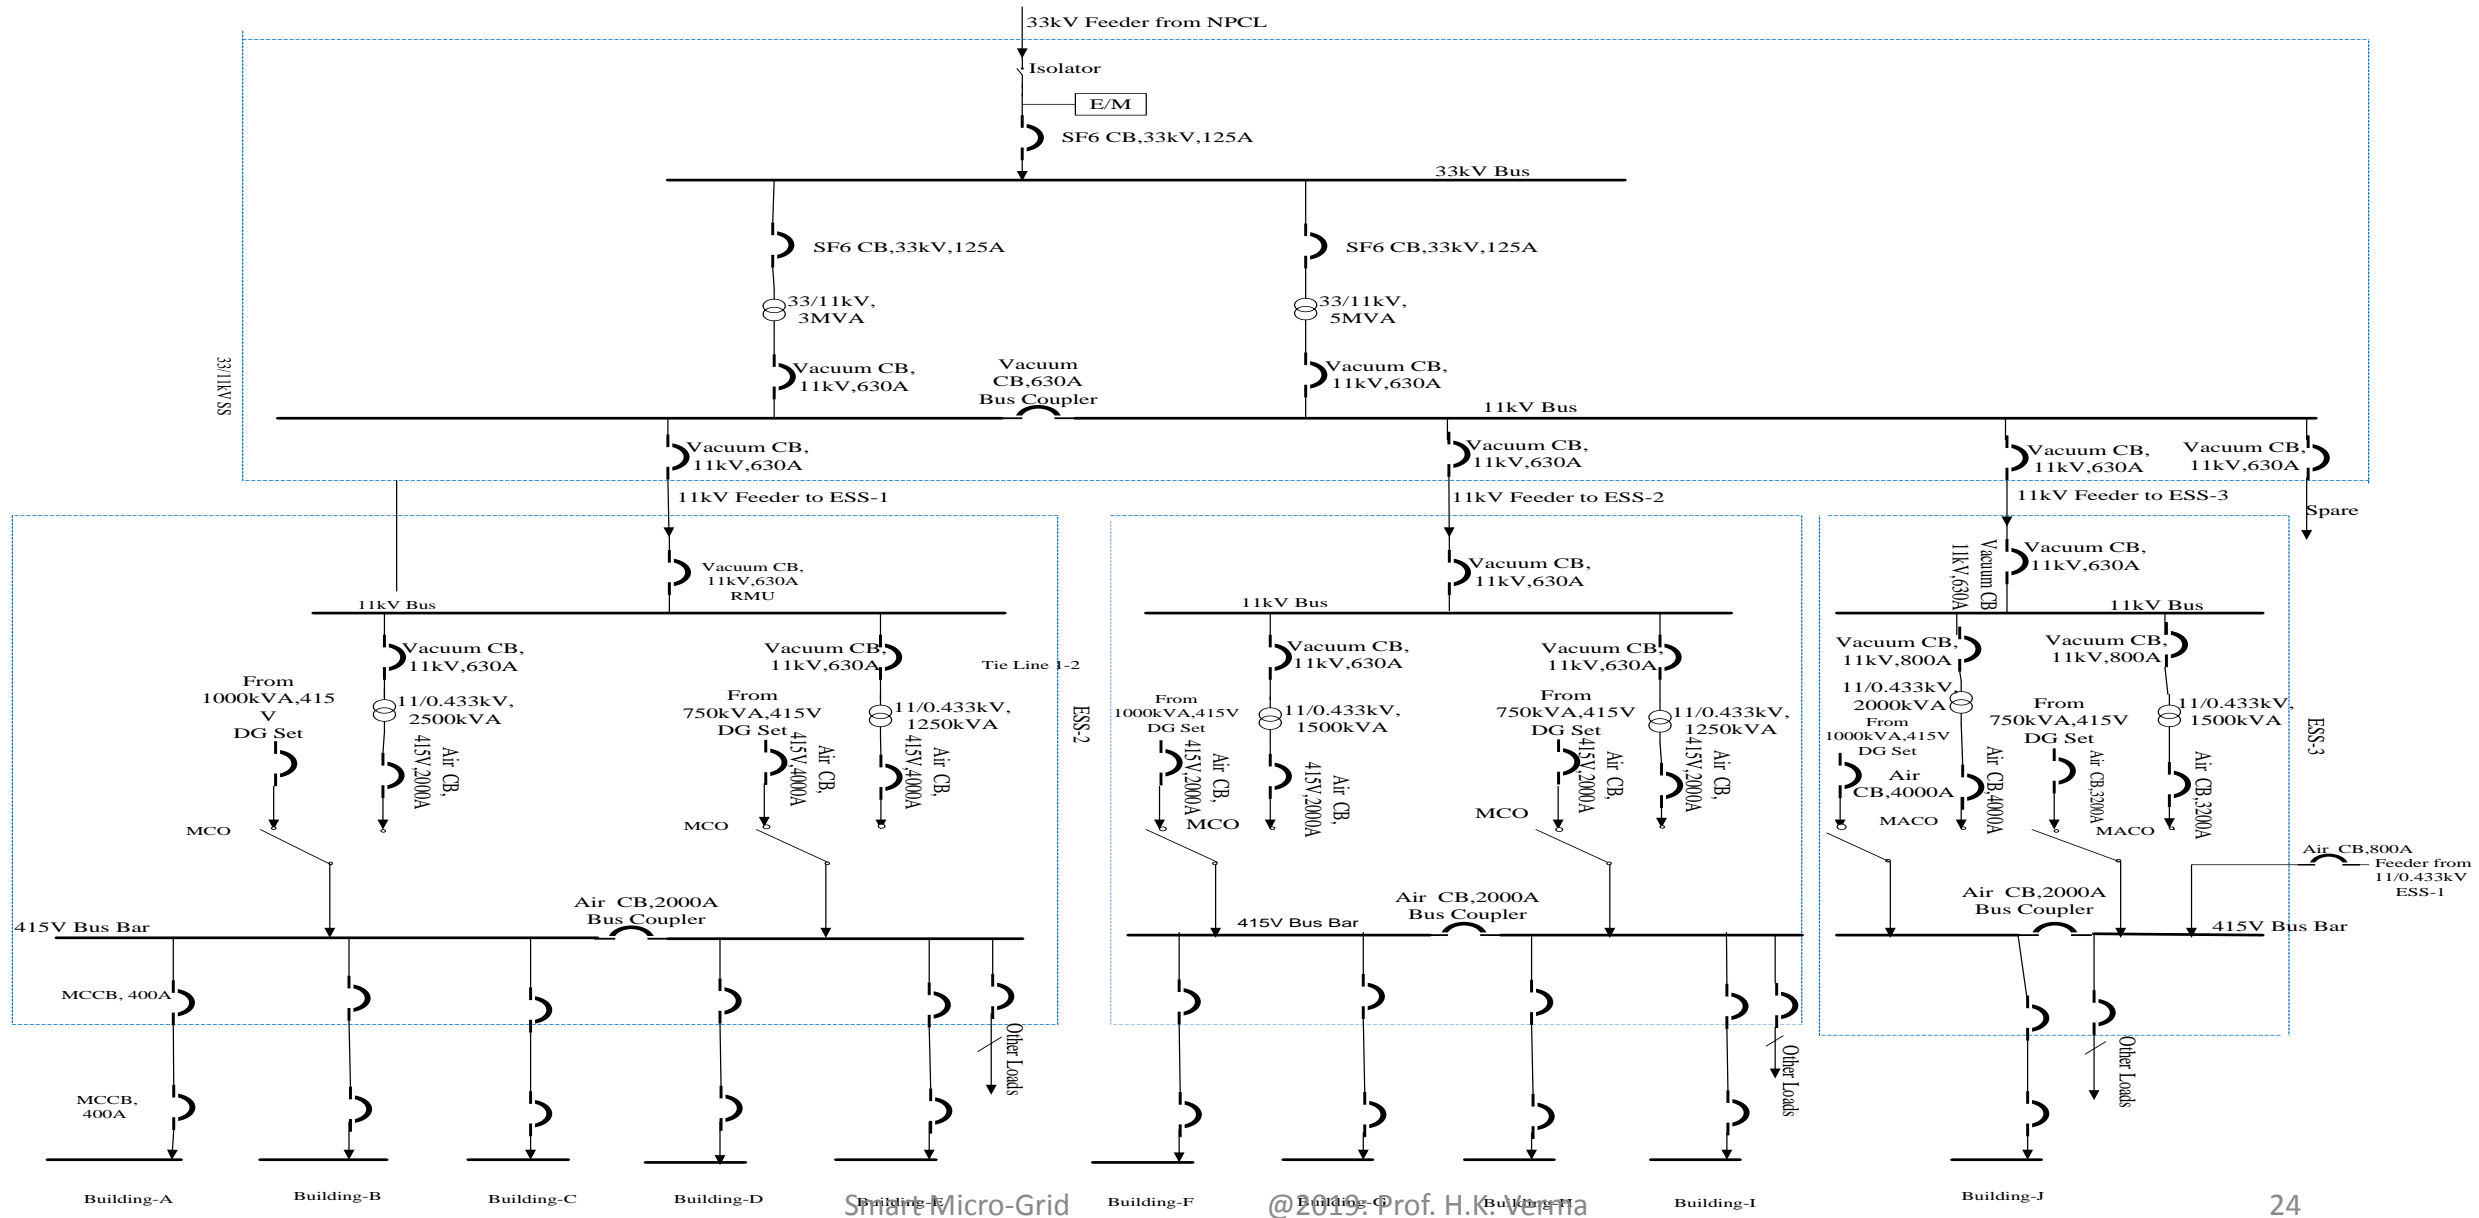 33kV Feeder from NPCL
Isolator
E/M
SF6 CB,33kV,125A
33kV Bus
SF6 CB,33kV,125A
SF6 CB,33kV,125A
33/11kV,
3MVA
33/11kV,
5MVA
33/11kV SS
Vacuum CB,
11kV,630A
Vacuum
CB,630A
Bus Coupler
Vacuum CB,
11kV,630A
11kV Bus
Vacuum CB,
11kV,630A
Vacuum CB,
11kV,630A
Vacuum CB,
11kV,630A
Vacuum CB,
11kV,630A
11kV Feeder to ESS-1
11kV Feeder to ESS-2
11kV Feeder to ESS-3
Spare
Vacuum CB,
11kV,630A
RMU
11kV Bus
Vacuum CB,
11kV,630A
Vacuum CB,
11kV,630A
Tie Line 1-2
From
1000kVA,415
V
DG Set
11/0.433kV,
2500kVA
Air CB,
415V,2000A
From
750kVA,415V
DG Set
Air CB,
415V,4000A
11/0.433kV,
1250kVA
Air CB,
415V,4000A
MCO
MCO
ESS-2
415V Bus Bar
Air CB,2000A
Bus Coupler
MCCB, 400A
MCCB,
400A
Other Loads
Vacuum CB,
11kV,630A
11kV Bus
Vacuum CB,
11kV,630A
Vacuum CB,
11kV,630A
From
1000kVA,415V
DG Set
Air CB,
415V,2000A
11/0.433kV,
1500kVA
Air CB,
415V,2000A
From
750kVA,415V
DG Set
Air CB,
415V,2000A
11/0.433kV,
1250kVA
Air CB,
415V,2000A
MCO
MCO
415V Bus Bar
Air CB,2000A
Bus Coupler
Other Loads
Vacuum CB
11kV,630A
Vacuum CB,
11kV,630A
11kV Bus
Vacuum CB,
11kV,800A
Vacuum CB,
11kV,800A
11/0.433kV,
2000kVA
From
1000kVA,415V
DG Set
Air
CB,4000A
Air CB,4000A
From
750kVA,415V
DG Set
Air CB,3200A
11/0.433kV,
1500kVA
Air CB,3200A
MACO
MACO
ESS-3
Air CB,800A
Feeder from
11/0.433kV
ESS-1
Air CB,2000A
Bus Coupler
415V Bus Bar
Other Loads
Building-A
Building-B
Building-C
Building-D
Building-E
Building-F
Building-G
Building-H
Building-I
Building-J
Smart Micro-Grid
@2019: Prof. H.K. Verma
24